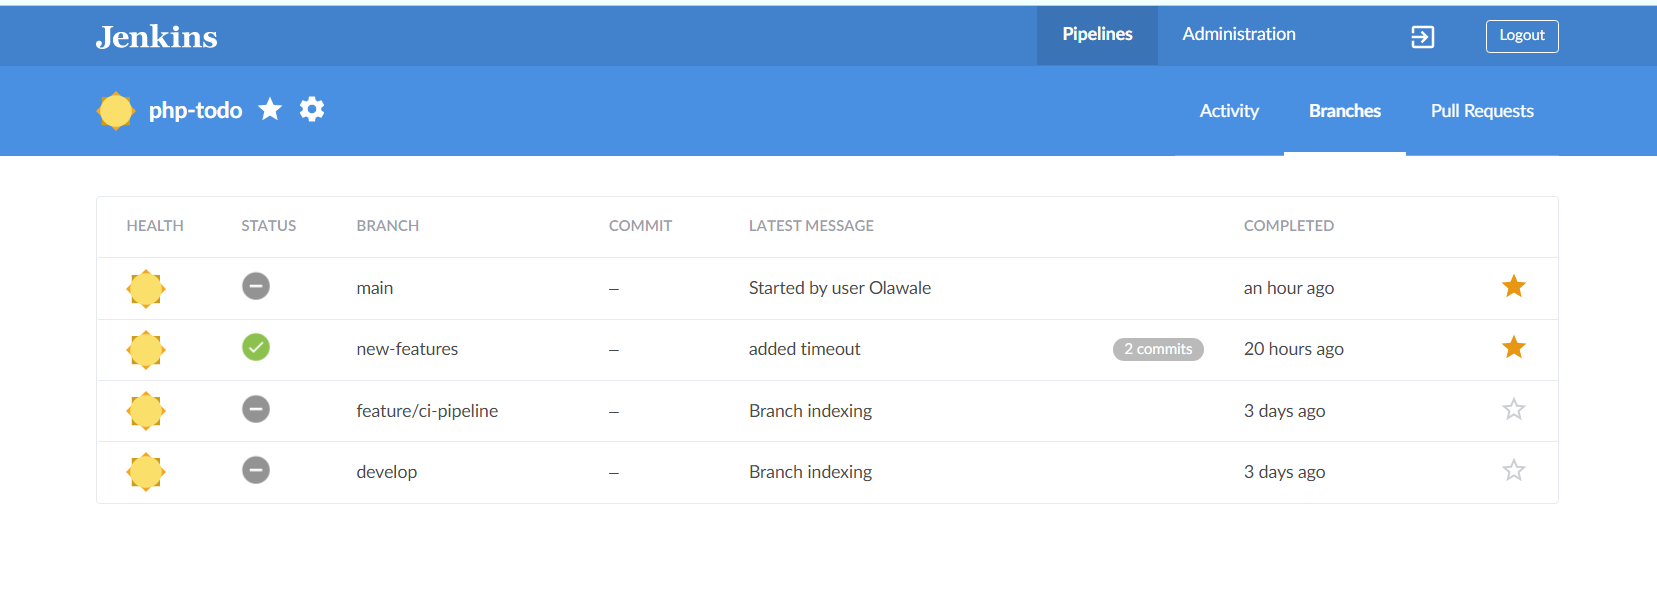 Jenkins Pipelines Administration Logout
php-todo Activity Branches Pull Requests
HEALTH STATUS BRANCH COMMIT LATEST MESSAGE COMPLETED
main – Started by user Olawale an hour ago
new-features – added timeout 2 commits 20 hours ago
feature/ci-pipeline – Branch indexing 3 days ago
develop – Branch indexing 3 days ago